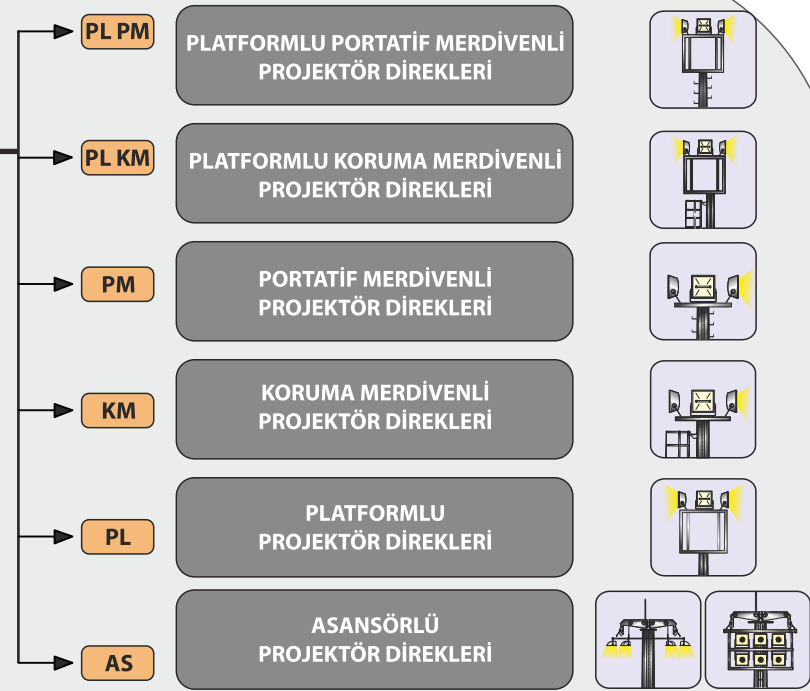 PL PM
PLATFORMLU PORTATİF MERDİVENLİ
PROJEKTÖR DİREKLERİ
PL KM
PLATFORMLU KORUMA MERDİVENLİ
PROJEKTÖR DİREKLERİ
PM
PORTATİF MERDİVENLİ
PROJEKTÖR DİREKLERİ
KM
KORUMA MERDİVENLİ
PROJEKTÖR DİREKLERİ
PL
PLATFORMLU
PROJEKTÖR DİREKLERİ
AS
ASANSÖRLÜ
PROJEKTÖR DİREKLERİ